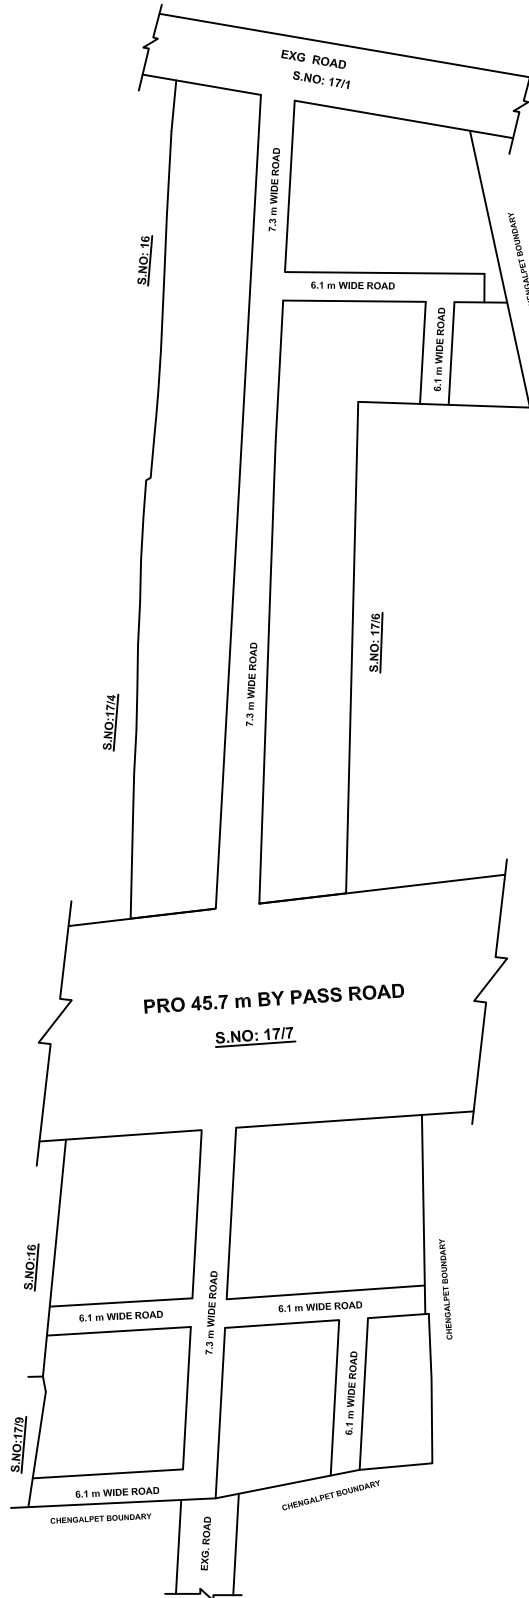 EXG ROAD
S.NO: 17/1
7.3 m WIDE ROAD
S.NO: 16
CHENGALPET BOUNDARY
6.1 m WIDE ROAD
6.1 m WIDE ROAD
S.NO: 17/6
7.3 m WIDE ROAD
S.NO:17/4
PRO 45.7 m BY PASS ROAD
S.NO: 17/7
S.NO:16
CHENGALPET BOUNDARY
6.1 m WIDE ROAD
7.3 m WIDE ROAD
6.1 m WIDE ROAD
6.1 m WIDE ROAD
S.NO:17/9
6.1 m WIDE ROAD
CHENGALPET BOUNDARY
CHENGALPET BOUNDARY
EXG. ROAD